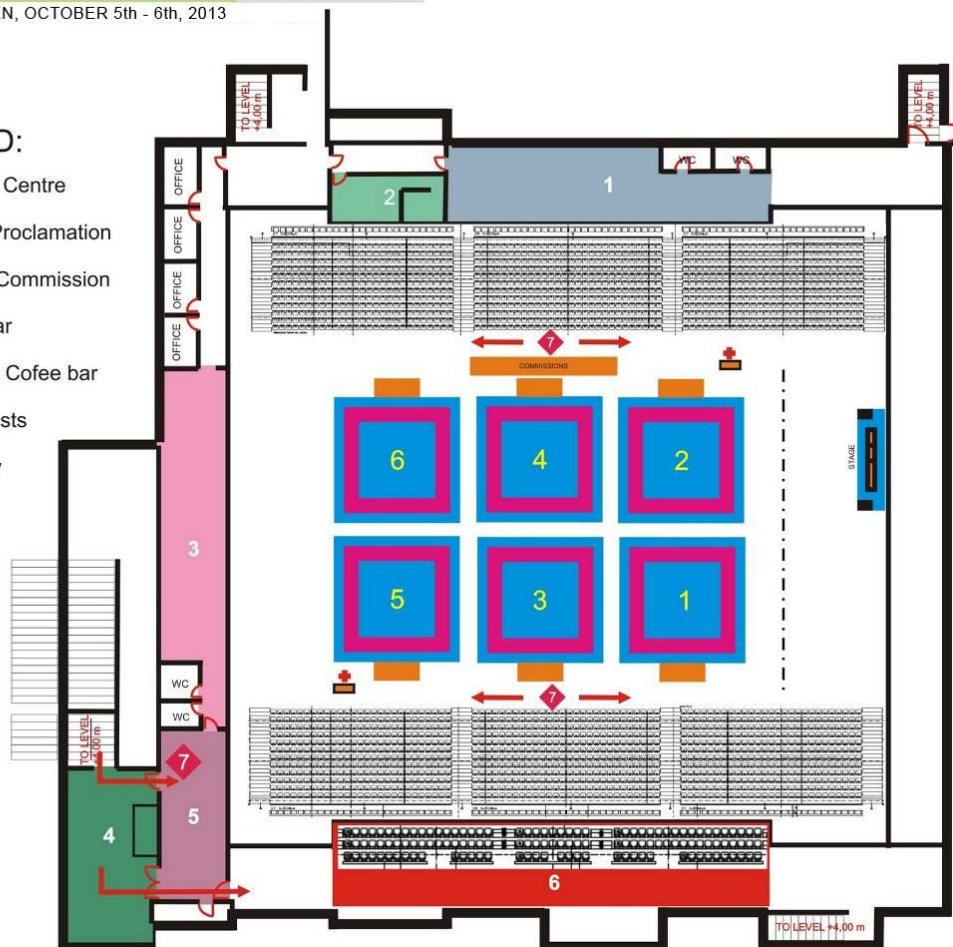 EN, OCTOBER 5th - 6th, 2013
D:
Centre
Proclamation
Commission
ar
Cofee bar
sts
TO LEVEL
+4,00 m
TO LEVEL
+4,00 m
OFFICE
OFFICE
OFFICE
OFFICE
WC
WC
1
2
7
COMMISSIONS
6
4
2
STAGE
3
5
3
1
WC
WC
7
TO LEVEL
+4,00 m
7
4
5
6
TO LEVEL +4,00 m